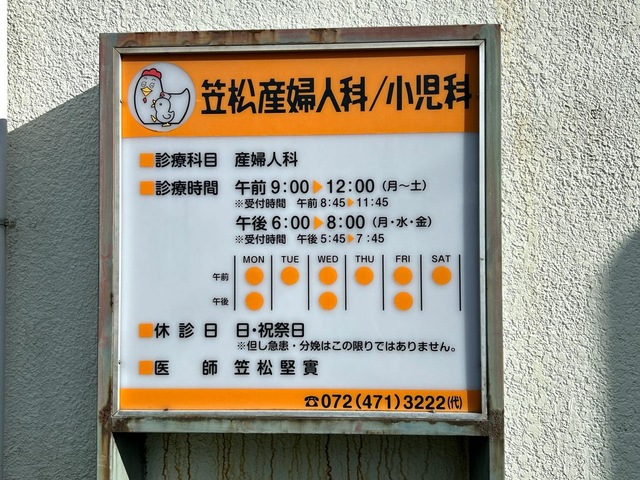 笠松産婦人科/小児科
■診療科目 産婦人科
■診療時間 午前9:00▶12:00(月~土)
※受付時間 午前8:45▶11:45
午後6:00▶8:00(月・水・金)
※受付時間 午後5:45▶7:45
MON TUE WED THU FRI SAT
午前 ● ● ● ● ● ●
午後 ● ● ●
■休診日 日・祝祭日
※但し急患・分娩はこの限りではありません。
■医師 笠松堅實
☎072(471)3222(代)